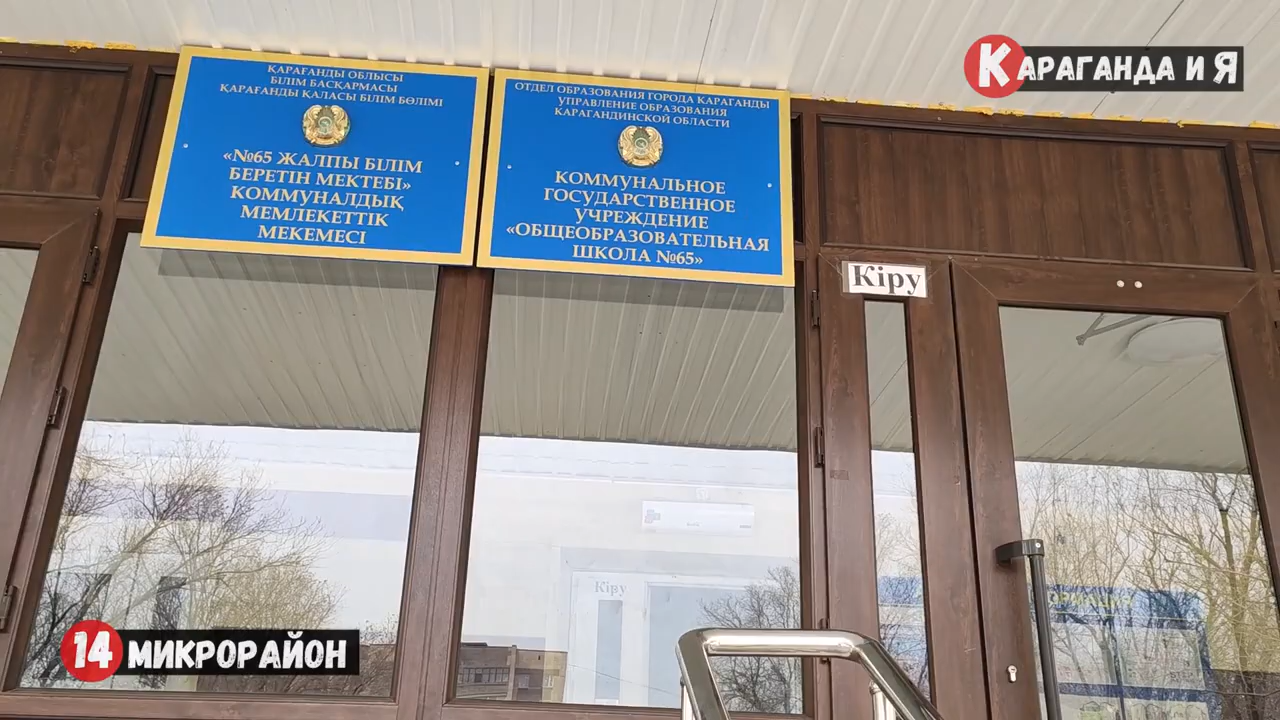 КАРАГАНДА И Я
ҚАРАҒАНДЫ ОБЛЫСЫ
БІЛІМ БАСҚАРМАСЫ
ҚАРАҒАНДЫ ҚАЛАСЫ БІЛІМ БӨЛІМІ
«№65 ЖАЛПЫ БІЛІМ
БЕРЕТІН МЕКТЕБІ»
КОММУНАЛДЫҚ
МЕМЛЕКЕТТІК
МЕКЕМЕСІ
ОТДЕЛ ОБРАЗОВАНИЯ ГОРОДА КАРАГАНДЫ
УПРАВЛЕНИЕ ОБРАЗОВАНИЯ
КАРАГАНДИНСКОЙ ОБЛАСТИ
КОММУНАЛЬНОЕ
ГОСУДАРСТВЕННОЕ
УЧРЕЖДЕНИЕ
«ОБЩЕОБРАЗОВАТЕЛЬНАЯ
ШКОЛА №65»
Кіру
Кіру
14 МИКРОРАЙОН